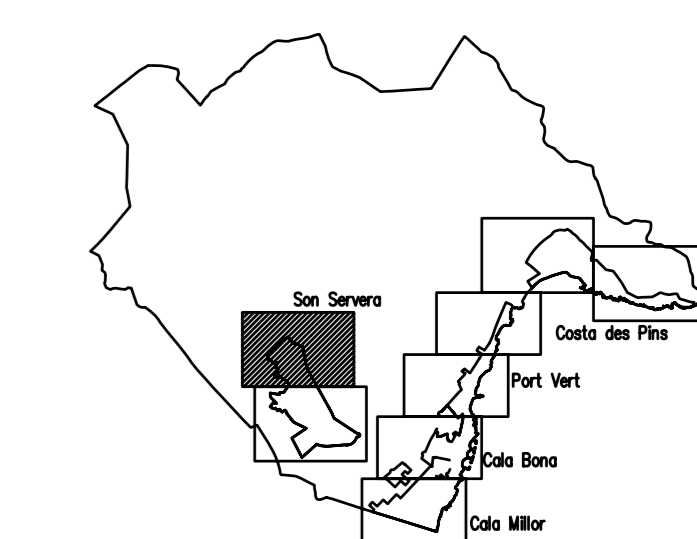 Son Servera
Costa des Pins
Port Vert
Cala Bona
Cala Millor